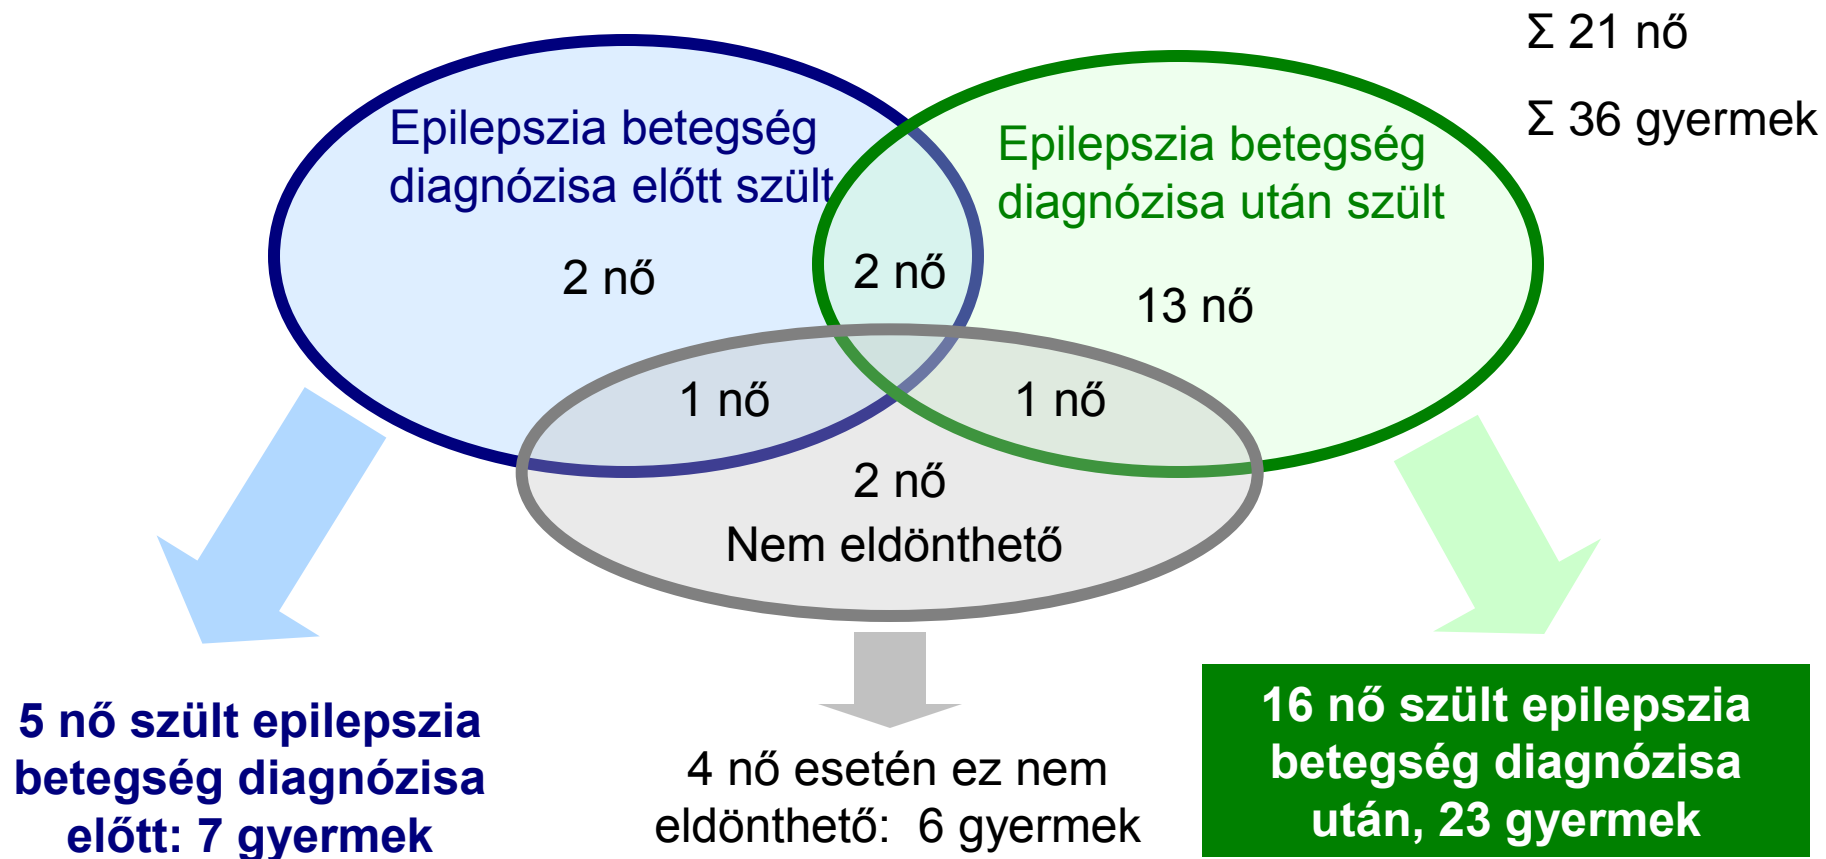 Σ 21 nő
Σ 36 gyermek
Epilepszia betegség
diagnózisa előtt szült
Epilepszia betegség
diagnózisa után szült
2 nő
2 nő
13 nő
1 nő
1 nő
2 nő
Nem eldönthető
5 nő szült epilepszia
betegség diagnózisa
előtt: 7 gyermek
4 nő esetén ez nem
eldönthető: 6 gyermek
16 nő szült epilepszia
betegség diagnózisa
után, 23 gyermek